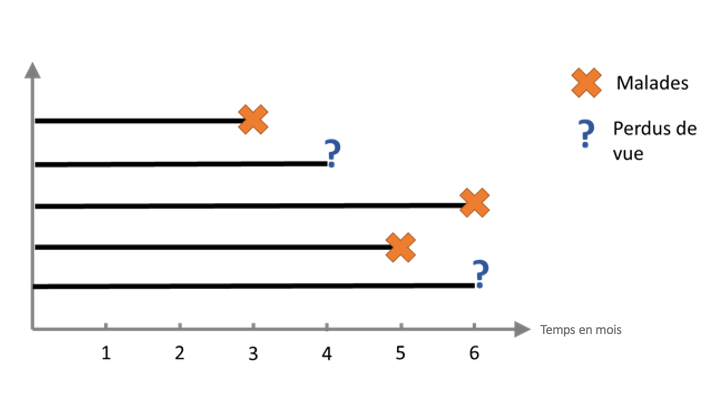 Malades
?
Perdus de
vue
?
?
Temps en mois
1 2 3 4 5 6